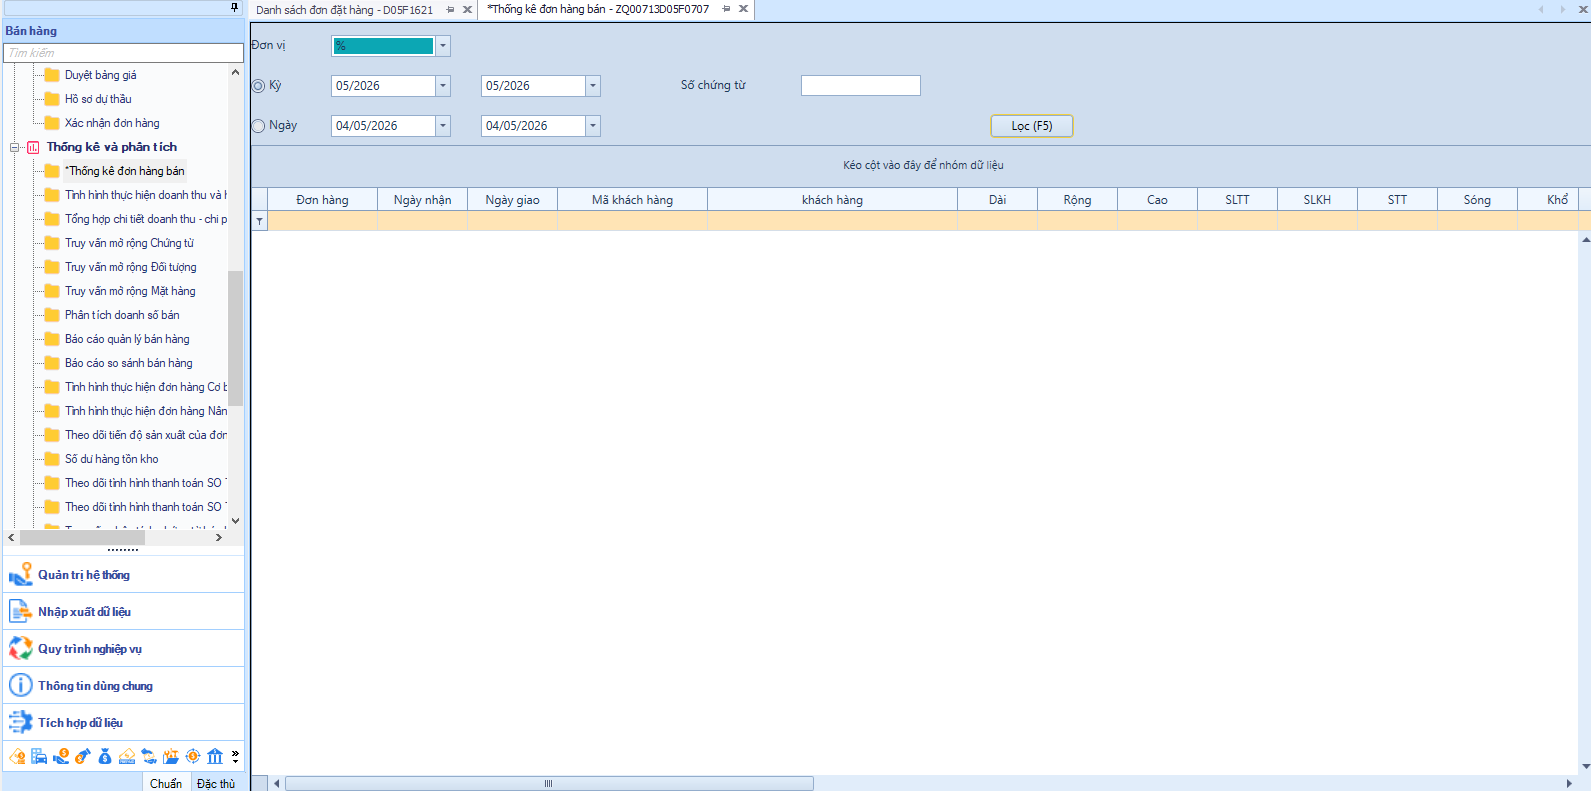 Danh sách đơn đặt hàng - D05F1621
*Thống kê đơn hàng bán - ZQ00713D05F0707
Bán hàng
Tìm kiếm
Duyệt bảng giá
Hồ sơ dự thầu
Xác nhận đơn hàng
Thống kê và phân tích
*Thống kê đơn hàng bán
Tình hình thực hiện doanh thu và h
Tổng hợp chi tiết doanh thu - chi p
Truy vấn mở rộng Chứng từ
Truy vấn mở rộng Đối tượng
Truy vấn mở rộng Mặt hàng
Phân tích doanh số bán
Báo cáo quản lý bán hàng
Báo cáo so sánh bán hàng
Tình hình thực hiện đơn hàng Cơ b
Tình hình thực hiện đơn hàng Nân
Theo dõi tiến độ sản xuất của đơn
Số dư hàng tồn kho
Theo dõi tình hình thanh toán SO T
Theo dõi tình hình thanh toán SO T
Quản trị hệ thống
Nhập xuất dữ liệu
Quy trình nghiệp vụ
Thông tin dùng chung
Tích hợp dữ liệu
Chuẩn Đặc thù
Đơn vị %
Kỳ 05/2026 05/2026 Số chứng từ
Ngày 04/05/2026 04/05/2026 Lọc (F5)
Kéo cột vào đây để nhóm dữ liệu
Đơn hàng Ngày nhận Ngày giao Mã khách hàng khách hàng Dài Rộng Cao SLTT SLKH STT Sóng Khổ